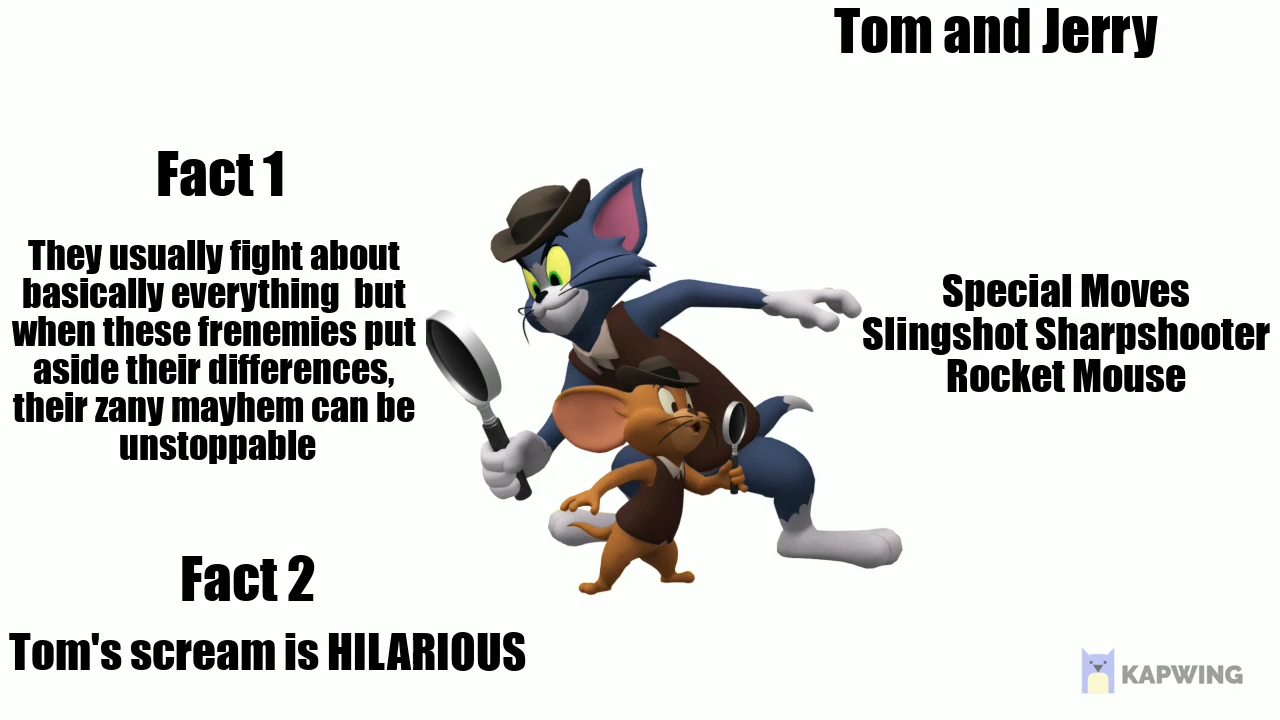 Tom and Jerry
Fact 1
They usually fight about
basically everything  but
when these frenemies put
aside their differences,
their zany mayhem can be
unstoppable
Special Moves
Slingshot Sharpshooter
Rocket Mouse
Fact 2
Tom's scream is HILARIOUS
KAPWING